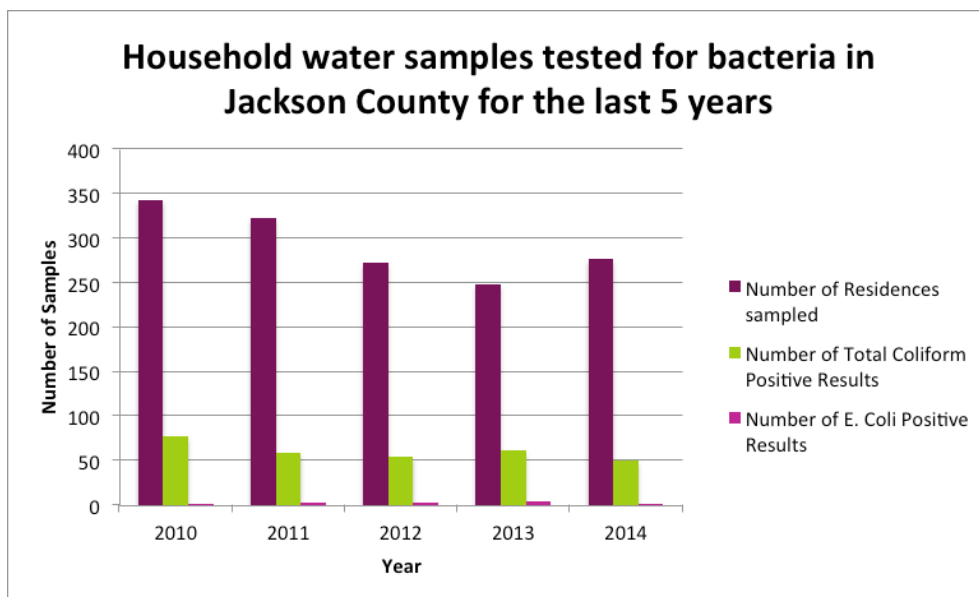 Household water samples tested for bacteria in
Jackson County for the last 5 years
400
350
300
250
200
150
100
50
0
Number of Samples
2010 2011 2012 2013 2014
Year
Number of Residences
sampled
Number of Total Coliform
Positive Results
Number of E. Coli Positive
Results